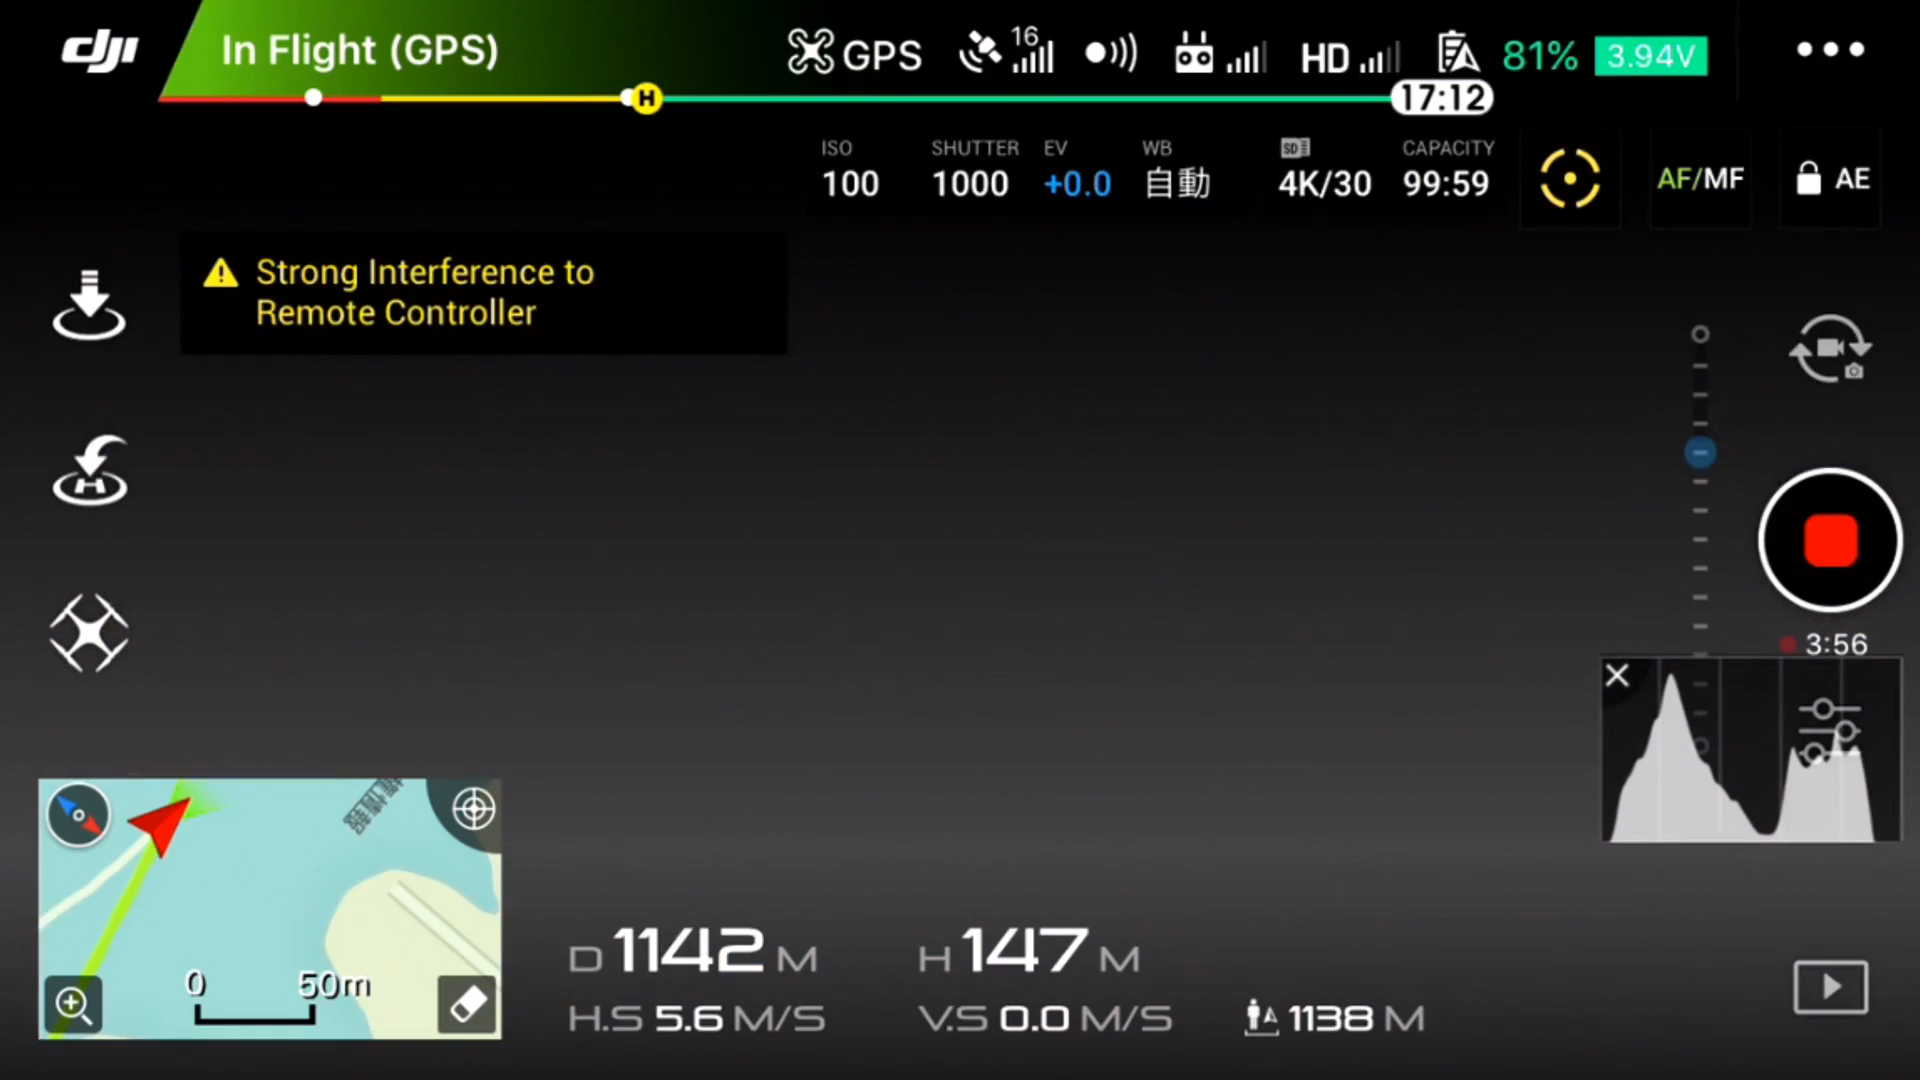 dji
In Flight (GPS)
GPS
16
HD
81%
3.94V
H
17:12
ISO
100
SHUTTER
1000
EV
+0.0
WB
自動
SD
4K/30
CAPACITY
99:59
AF/MF
AE
Strong Interference to
Remote Controller
H
3:56
0
50m
D 1142 M
H 147 M
H.S 5.6 M/S
V.S 0.0 M/S
1138 M